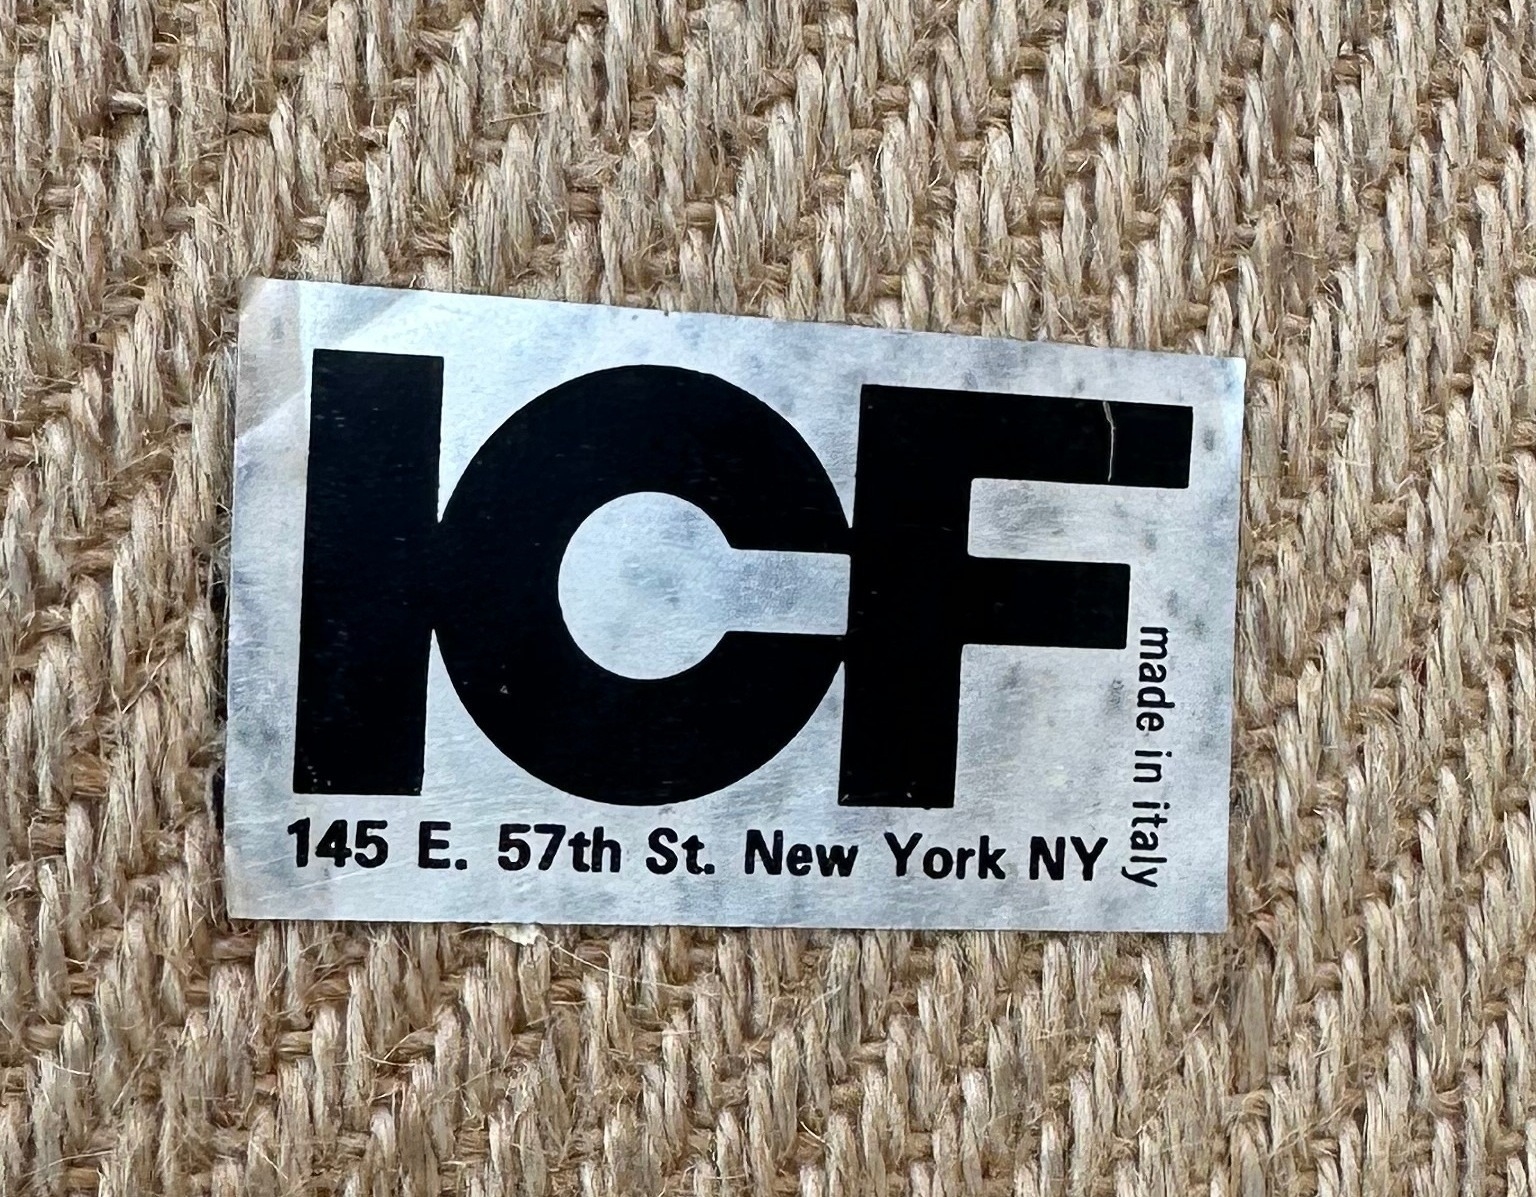 ICF
145 E. 57th St. New York NY
made in italy